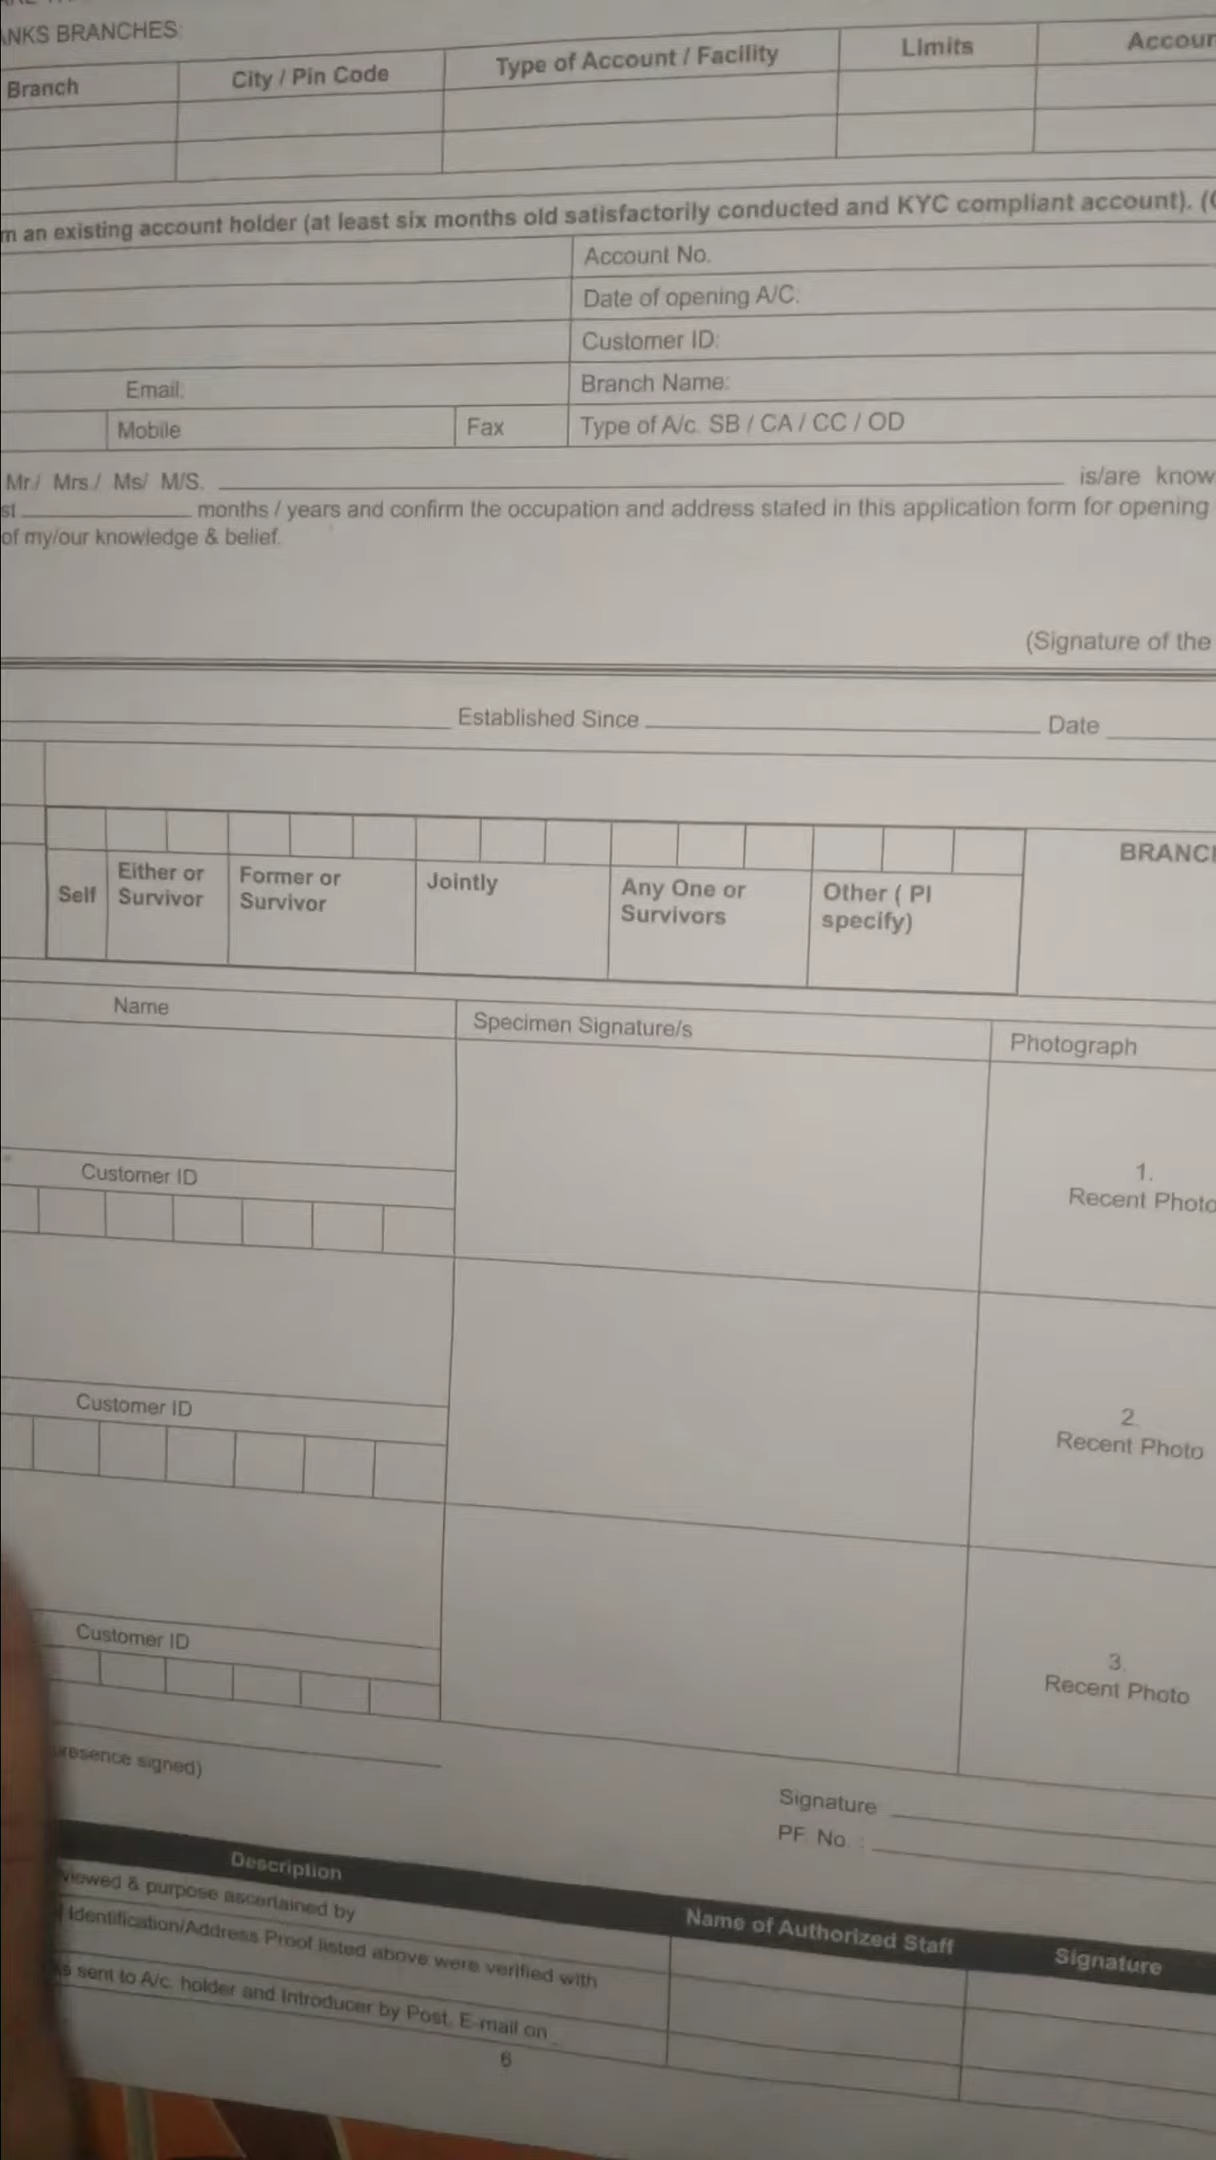 ANKS BRANCHES:
Branch City / Pin Code Type of Account / Facility Limits Accour
m an existing account holder (at least six months old satisfactorily conducted and KYC compliant account). (
Account No.
Date of opening A/C:
Customer ID:
Email: Branch Name:
Mobile Fax Type of A/c. SB / CA / CC / OD
Mr./ Mrs./ Ms/ M/S. is/are know
st months / years and confirm the occupation and address stated in this application form for opening
of my/our knowledge & belief.
(Signature of the
Established Since Date
BRANCH
Self Either or Survivor Former or Survivor Jointly Any One or Survivors Other ( Pl specify)
Name Specimen Signature/s Photograph
1.
Recent Photo
Customer ID
2.
Recent Photo
Customer ID
3.
Recent Photo
Customer ID
presence signed)
Signature
PF. No. :
Description Name of Authorized Staff Signature
viewed & purpose ascertained by
Identification/Address Proof listed above were verified with
s sent to A/c. holder and Introducer by Post, E-mail on
6